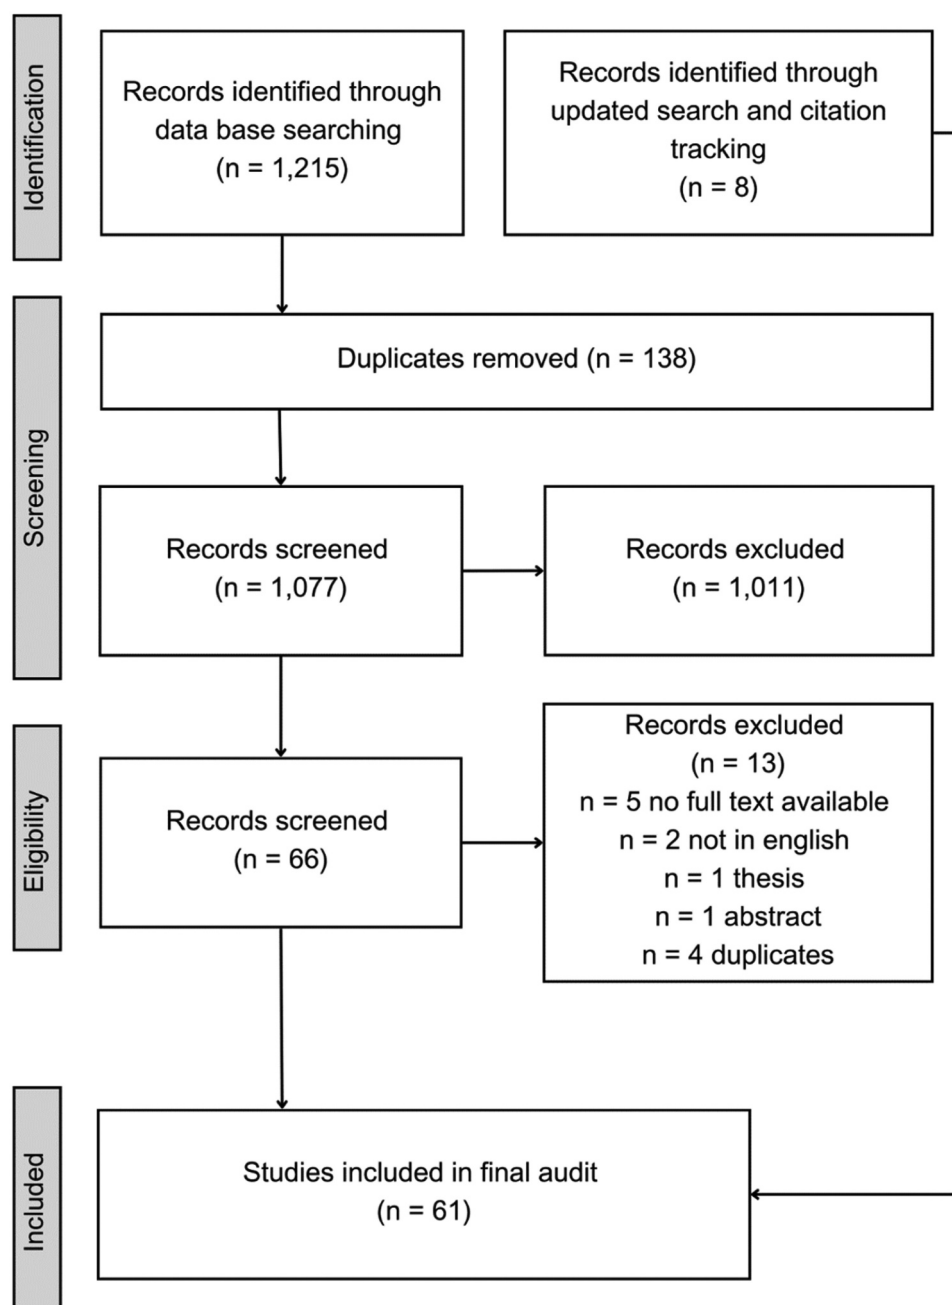 Identification
Records identified through
data base searching
(n = 1,215)
Records identified through
updated search and citation
tracking
(n = 8)
Screening
Duplicates removed (n = 138)
Records screened
(n = 1,077)
Records excluded
(n = 1,011)
Eligibility
Records screened
(n = 66)
Records excluded
(n = 13)
n = 5 no full text available
n = 2 not in english
n = 1 thesis
n = 1 abstract
n = 4 duplicates
Included
Studies included in final audit
(n = 61)